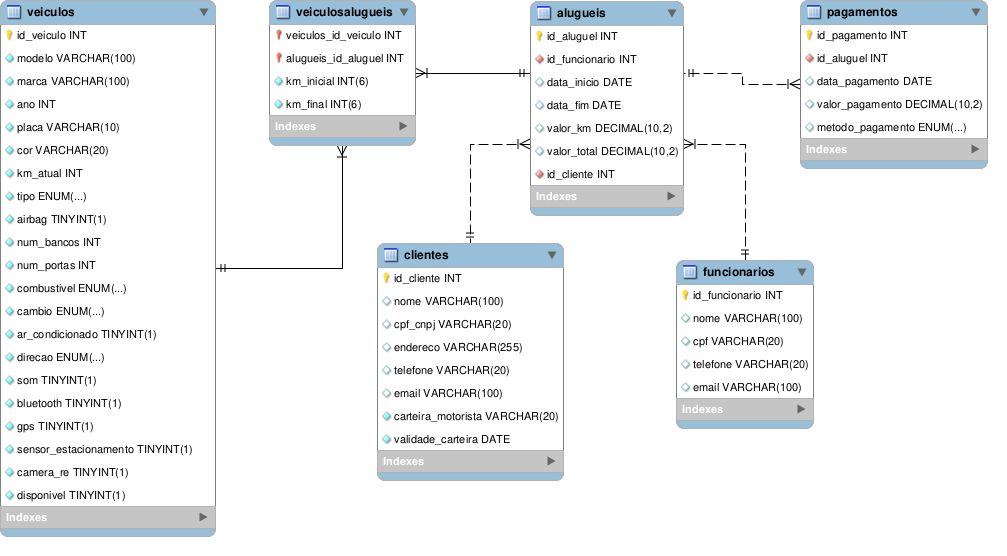 veiculos
id_veiculo INT
modelo VARCHAR(100)
marca VARCHAR(100)
ano INT
placa VARCHAR(10)
cor VARCHAR(20)
km_atual INT
tipo ENUM(...)
airbag TINYINT(1)
num_bancos INT
num_portas INT
combustivel ENUM(...)
cambio ENUM(...)
ar_condicionado TINYINT(1)
direcao ENUM(...)
som TINYINT(1)
bluetooth TINYINT(1)
gps TINYINT(1)
sensor_estacionamento TINYINT(1)
camera_re TINYINT(1)
disponivel TINYINT(1)
Indexes
veiculosalugueis
veiculos_id_veiculo INT
alugueis_id_aluguel INT
km_inicial INT(6)
km_final INT(6)
Indexes
alugueis
id_aluguel INT
id_funcionario INT
data_inicio DATE
data_fim DATE
valor_km DECIMAL(10,2)
valor_total DECIMAL(10,2)
id_cliente INT
Indexes
pagamentos
id_pagamento INT
id_aluguel INT
data_pagamento DATE
valor_pagamento DECIMAL(10,2)
metodo_pagamento ENUM(...)
Indexes
clientes
id_cliente INT
nome VARCHAR(100)
cpf_cnpj VARCHAR(20)
endereco VARCHAR(255)
telefone VARCHAR(20)
email VARCHAR(100)
carteira_motorista VARCHAR(20)
validade_carteira DATE
Indexes
funcionarios
id_funcionario INT
nome VARCHAR(100)
cpf VARCHAR(20)
telefone VARCHAR(20)
email VARCHAR(100)
Indexes